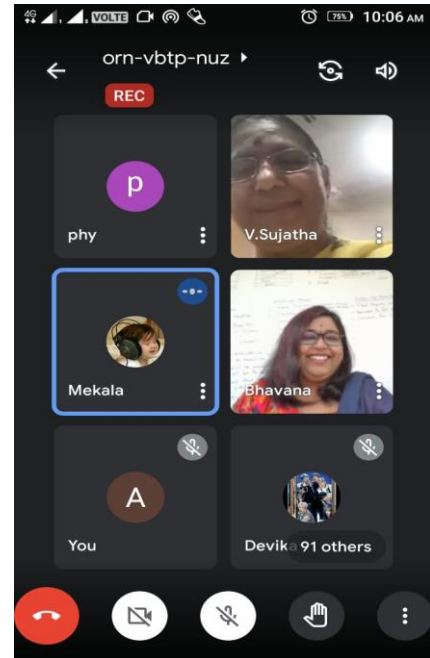 4G VOLTE 75% 10:06 AM
orn-vbtp-nuz
REC
p
phy
V.Sujatha
Mekala
Bhavana
A
You
Devika 91 others